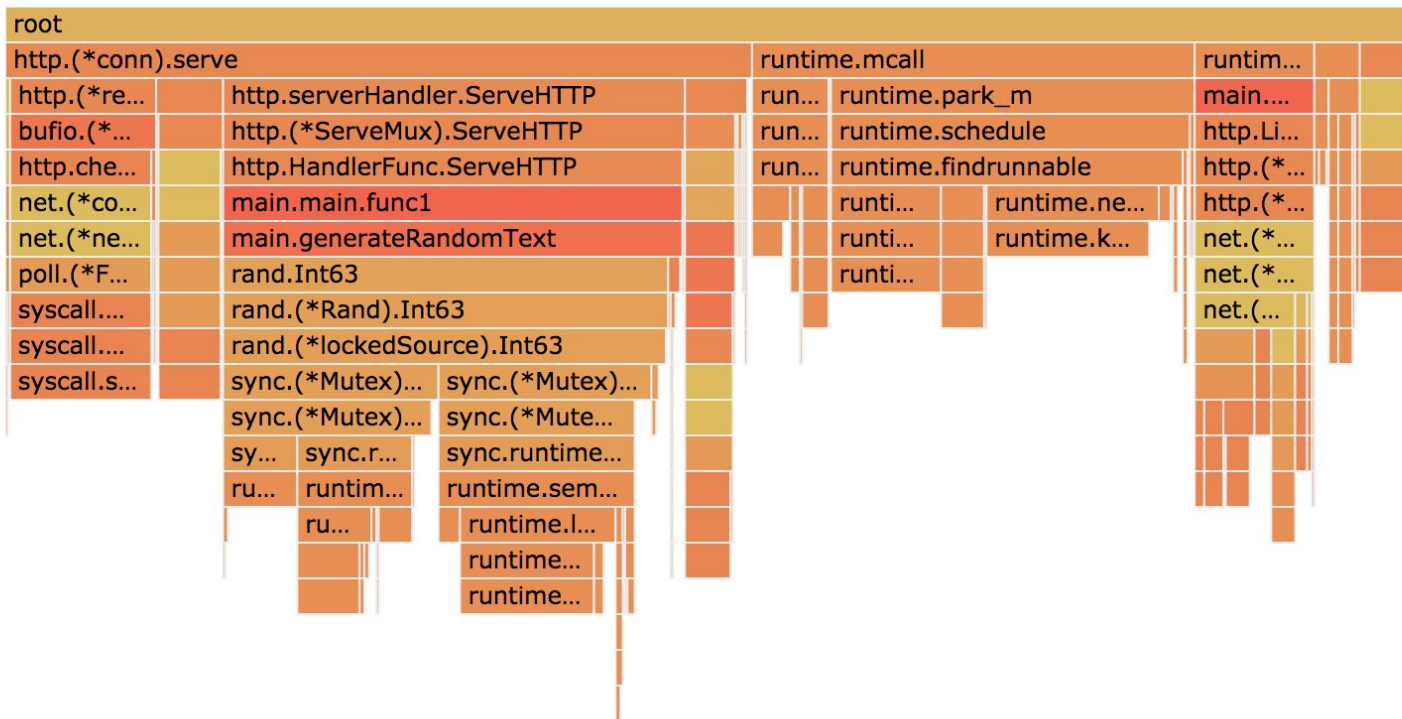 root
http.(*conn).serve runtime.mcall runtim...
http.(*re... http.serverHandler.ServeHTTP run... runtime.park_m main....
bufio.(*... http.(*ServeMux).ServeHTTP run... runtime.schedule http.Li...
http.che... http.HandlerFunc.ServeHTTP run... runtime.findrunnable http.(*...
net.(*co... main.main.func1 runti... runtime.ne... http.(*...
net.(*ne... main.generateRandomText runti... runtime.k... net.(*...
poll.(*F... rand.Int63 runti... net.(*...
syscall.... rand.(*Rand).Int63 net.(...
syscall.... rand.(*lockedSource).Int63
syscall.s... sync.(*Mutex)... sync.(*Mutex)...
sync.(*Mutex)... sync.(*Mute...
sy... sync.r... sync.runtime...
ru... runtim... runtime.sem...
ru... runtime.l...
runtime...
runtime...